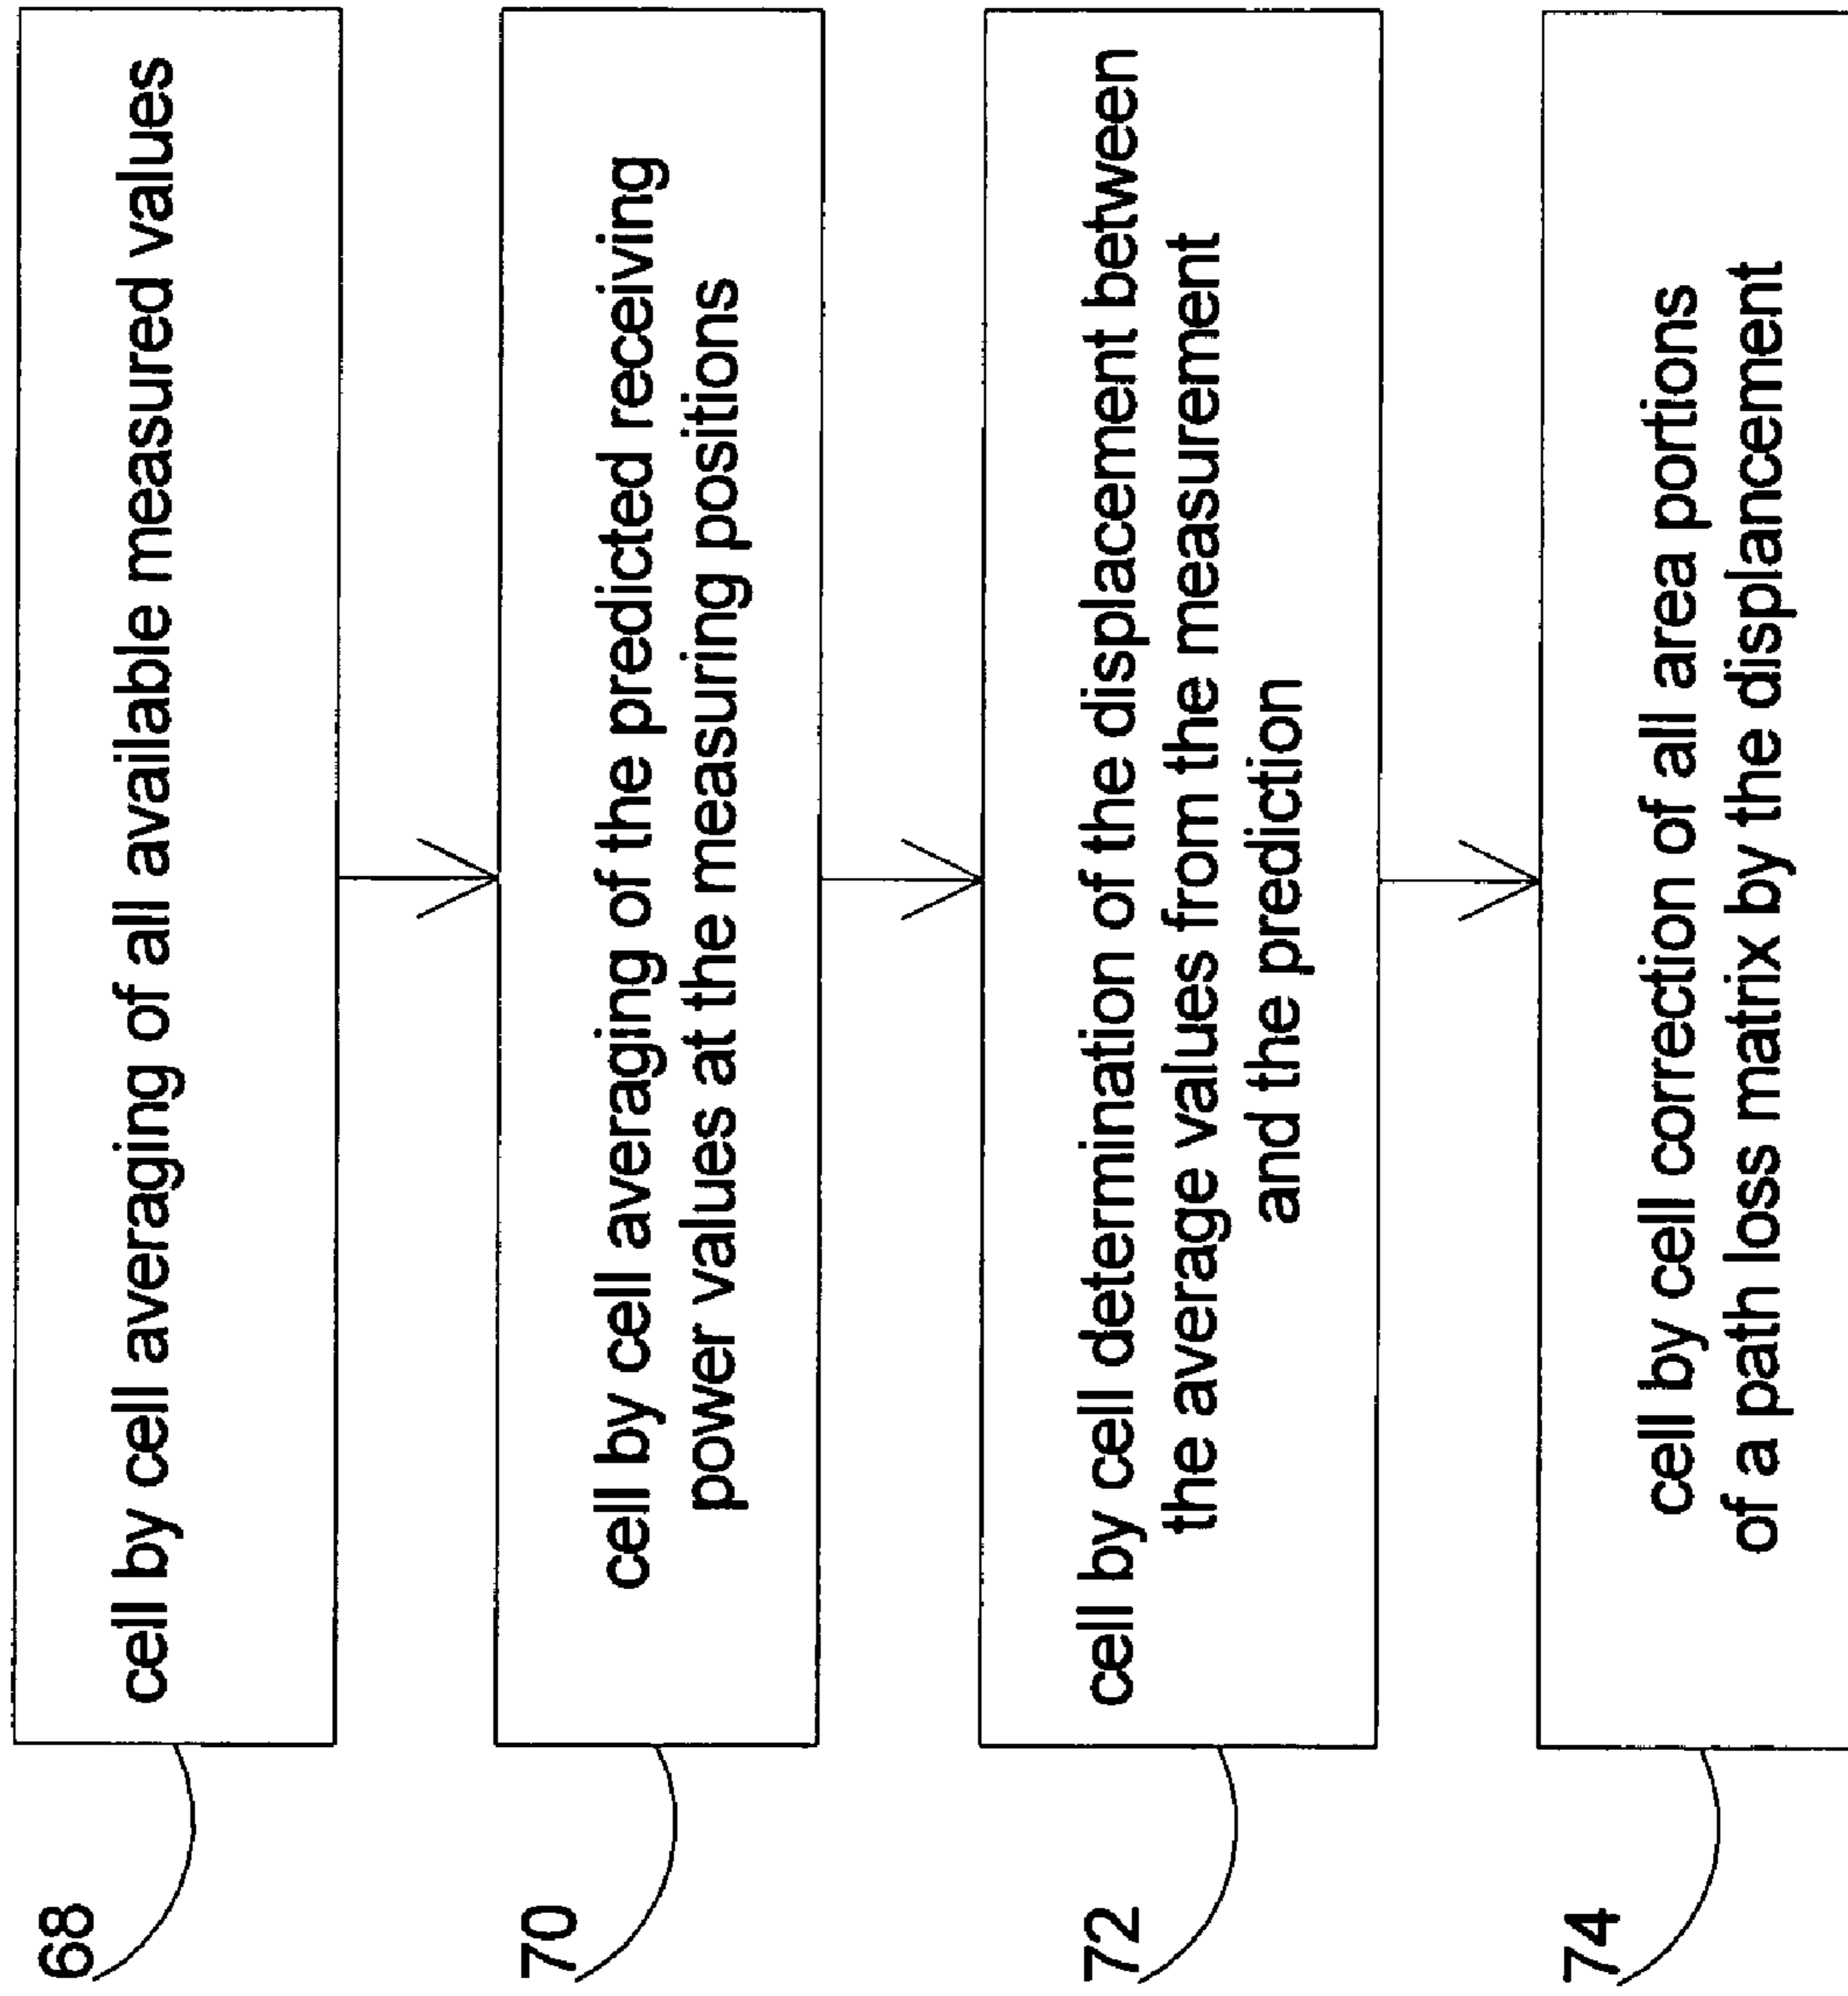 68
cell by cell averaging of all available measured values
70
cell by cell averaging of the predicted receiving
power values at the measuring positions
72
cell by cell determination of the displacement between
the average values from the measurement
and the prediction
74
cell by cell correction of all area portions
of a path loss matrix by the displancement